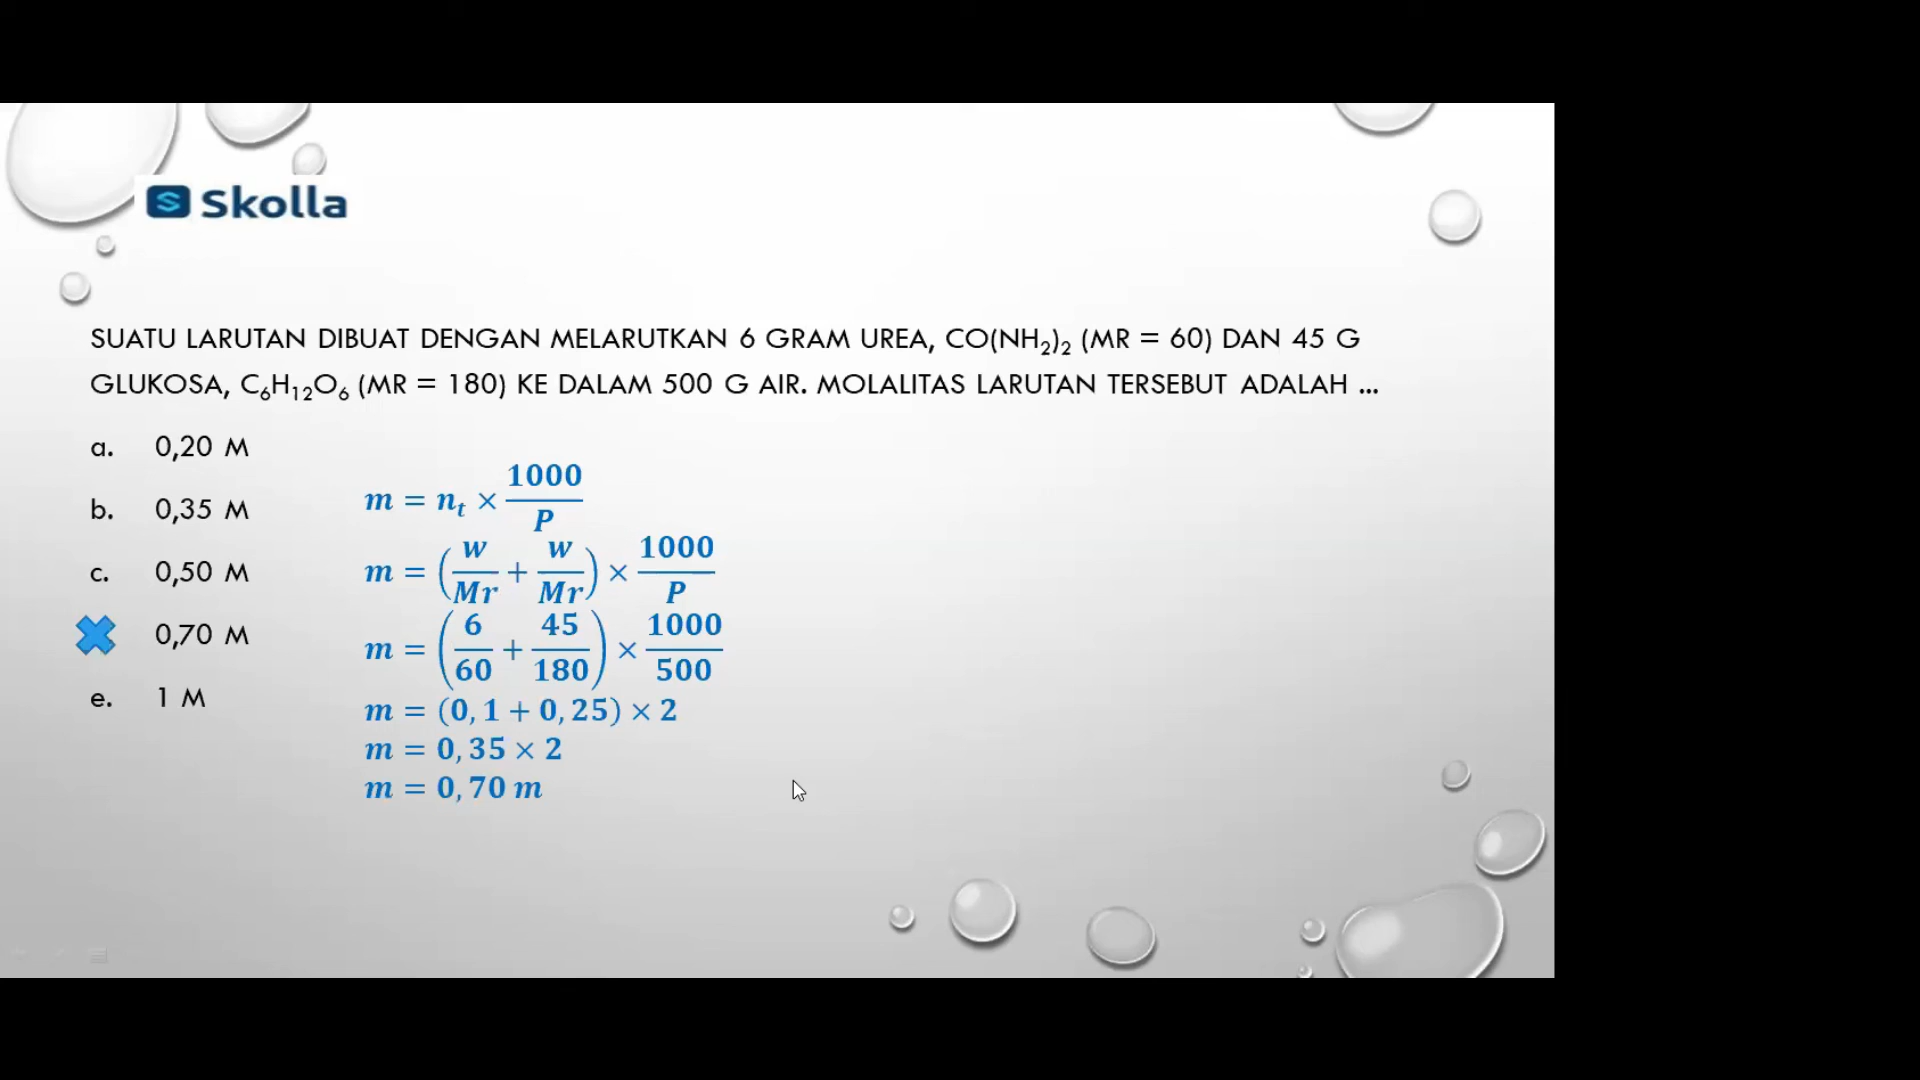 Skolla
SUATU LARUTAN DIBUAT DENGAN MELARUTKAN 6 GRAM UREA, CO(NH₂)₂ (MR = 60) DAN 45 G
GLUKOSA, C₆H₁₂O₆ (MR = 180) KE DALAM 500 G AIR. MOLALITAS LARUTAN TERSEBUT ADALAH ...
a. 0,20 M
b. 0,35 M
c. 0,50 M
0,70 M
e. 1 M
m = nₜ × 1000/P
m = (w/Mr + w/Mr) × 1000/P
m = (6/60 + 45/180) × 1000/500
m = (0,1 + 0,25) × 2
m = 0,35 × 2
m = 0,70 m